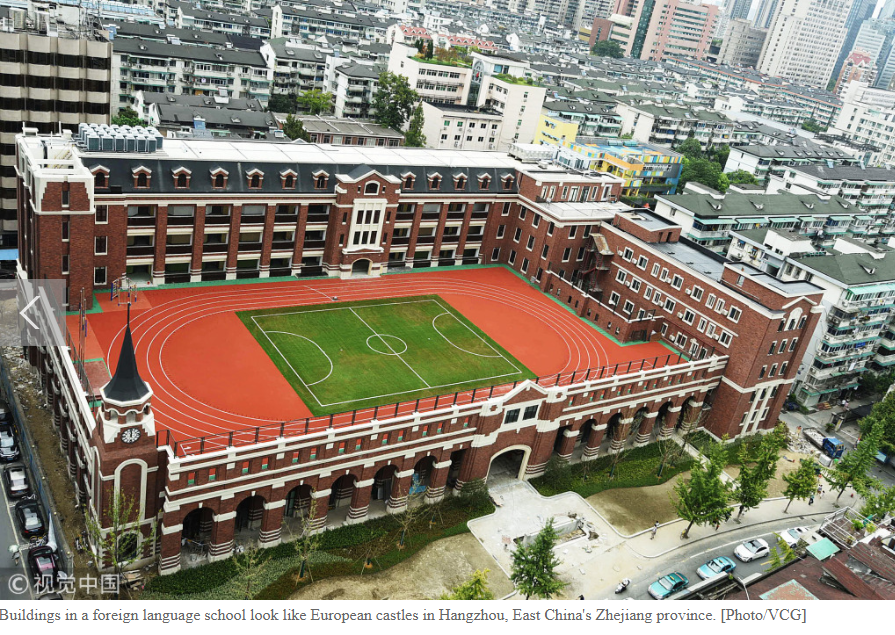 © 视觉中国
Buildings in a foreign language school look like European castles in Hangzhou, East China's Zhejiang province. [Photo/VCG]